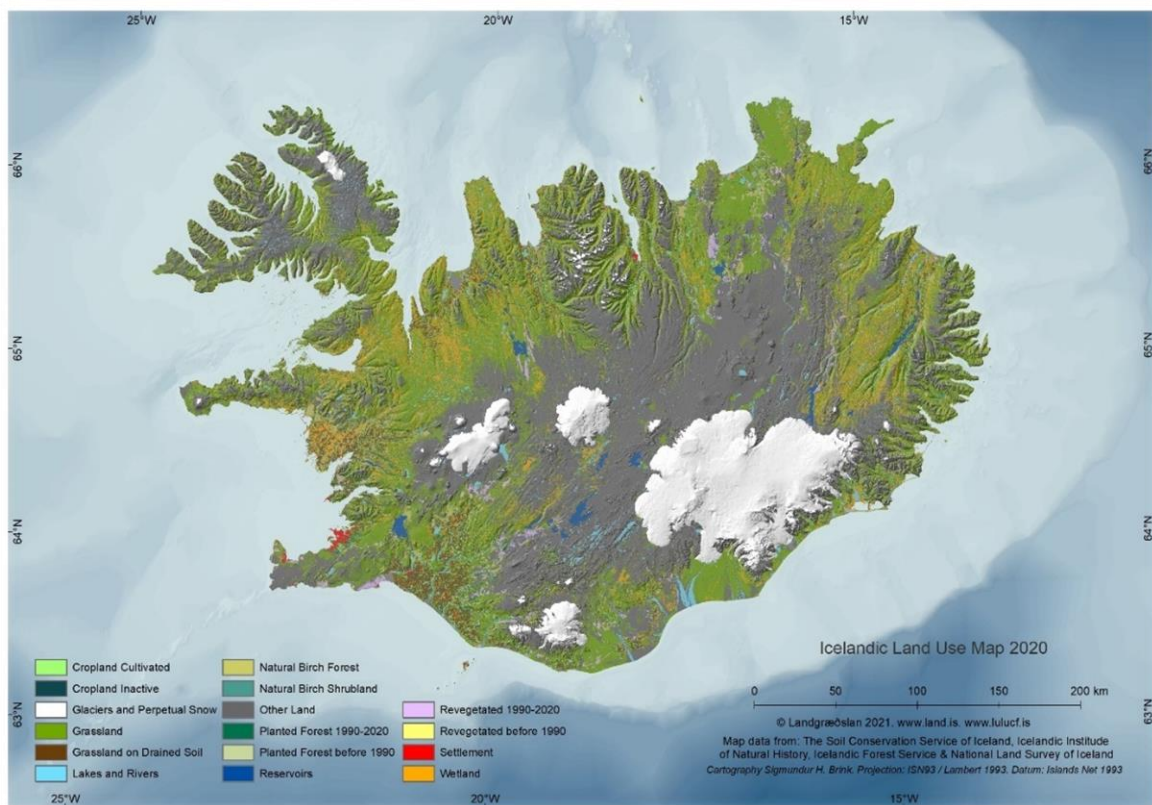 25°W 20°W 15°W
66°N 66°N
65°N 65°N
64°N 64°N
63°N 63°N
Icelandic Land Use Map 2020
0 50 100 150 200 km
© Landgræðslan 2021. www.land.is. www.lulucf.is
Map data from: The Soil Conservation Service of Iceland, Icelandic Institude
of Natural History, Icelandic Forest Service & National Land Survey of Iceland
Cartography Sigmundur H. Brink. Projection: ISN93 / Lambert 1993. Datum: Islands Net 1993
Cropland Cultivated
Cropland Inactive
Glaciers and Perpetual Snow
Grassland
Grassland on Drained Soil
Lakes and Rivers
Natural Birch Forest
Natural Birch Shrubland
Other Land
Planted Forest 1990-2020
Planted Forest before 1990
Reservoirs
Revegetated 1990-2020
Revegetated before 1990
Settlement
Wetland
25°W 20°W 15°W